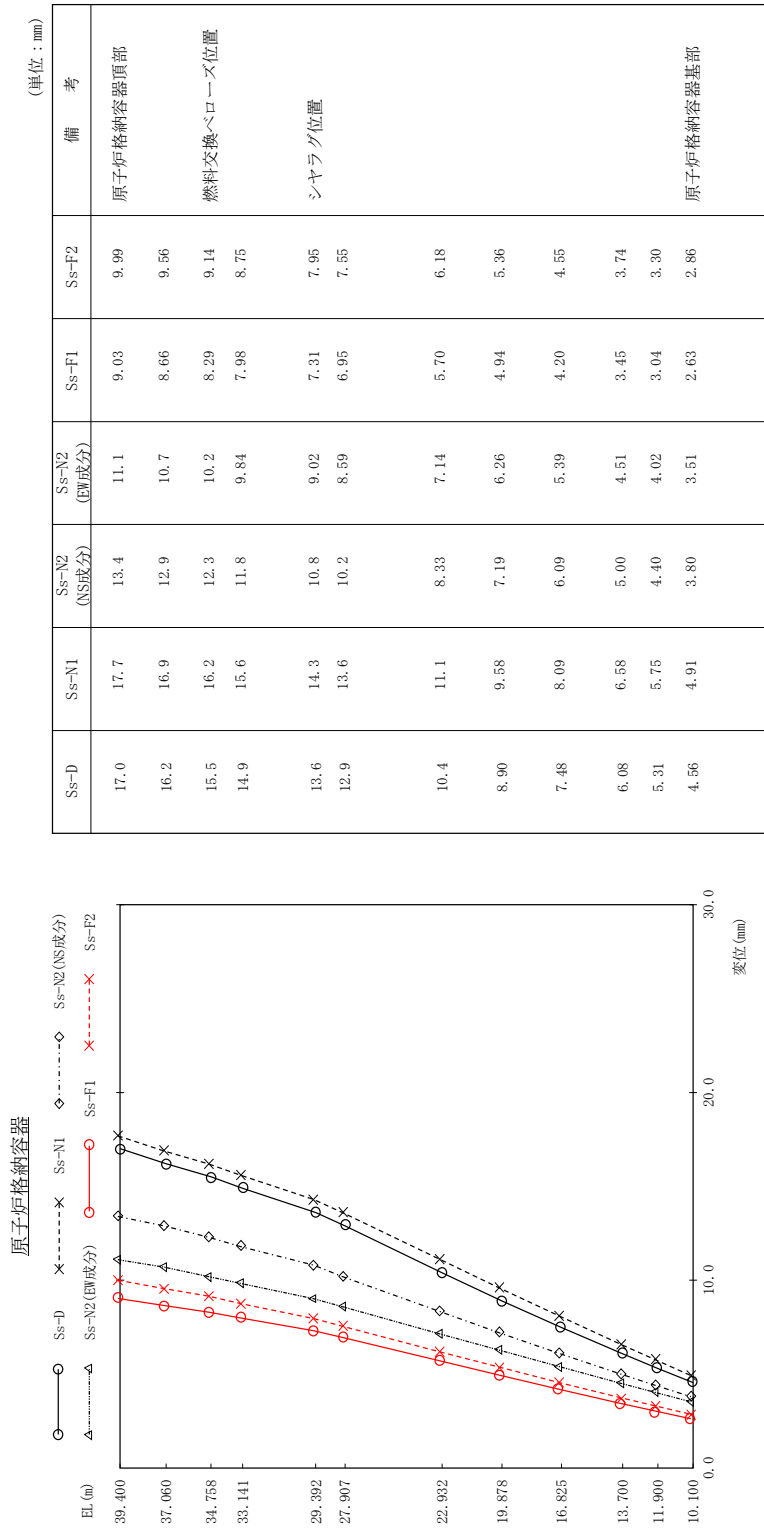 原子炉格納容器
Ss-D Ss-N1 Ss-N2(NS成分)
Ss-N2(EW成分) Ss-F1 Ss-F2
EL(m)
39.400
37.060
34.758
33.141
29.392
27.907
22.932
19.878
16.825
13.700
11.900
10.100
0.0 10.0 20.0 30.0
変位(mm)
(単位：mm)
Ss-D Ss-N1 Ss-N2 (NS成分) Ss-N2 (EW成分) Ss-F1 Ss-F2 備 考
17.0 17.7 13.4 11.1 9.03 9.99 原子炉格納容器頂部
16.2 16.9 12.9 10.7 8.66 9.56
15.5 16.2 12.3 10.2 8.29 9.14 燃料交換ベローズ位置
14.9 15.6 11.8 9.84 7.98 8.75
13.6 14.3 10.8 9.02 7.31 7.95 シヤラグ位置
12.9 13.6 10.2 8.59 6.95 7.55
10.4 11.1 8.33 7.14 5.70 6.18
8.90 9.58 7.19 6.26 4.94 5.36
7.48 8.09 6.09 5.39 4.20 4.55
6.08 6.58 5.00 4.51 3.45 3.74
5.31 5.75 4.40 4.02 3.04 3.30
4.56 4.91 3.80 3.51 2.63 2.86 原子炉格納容器基部